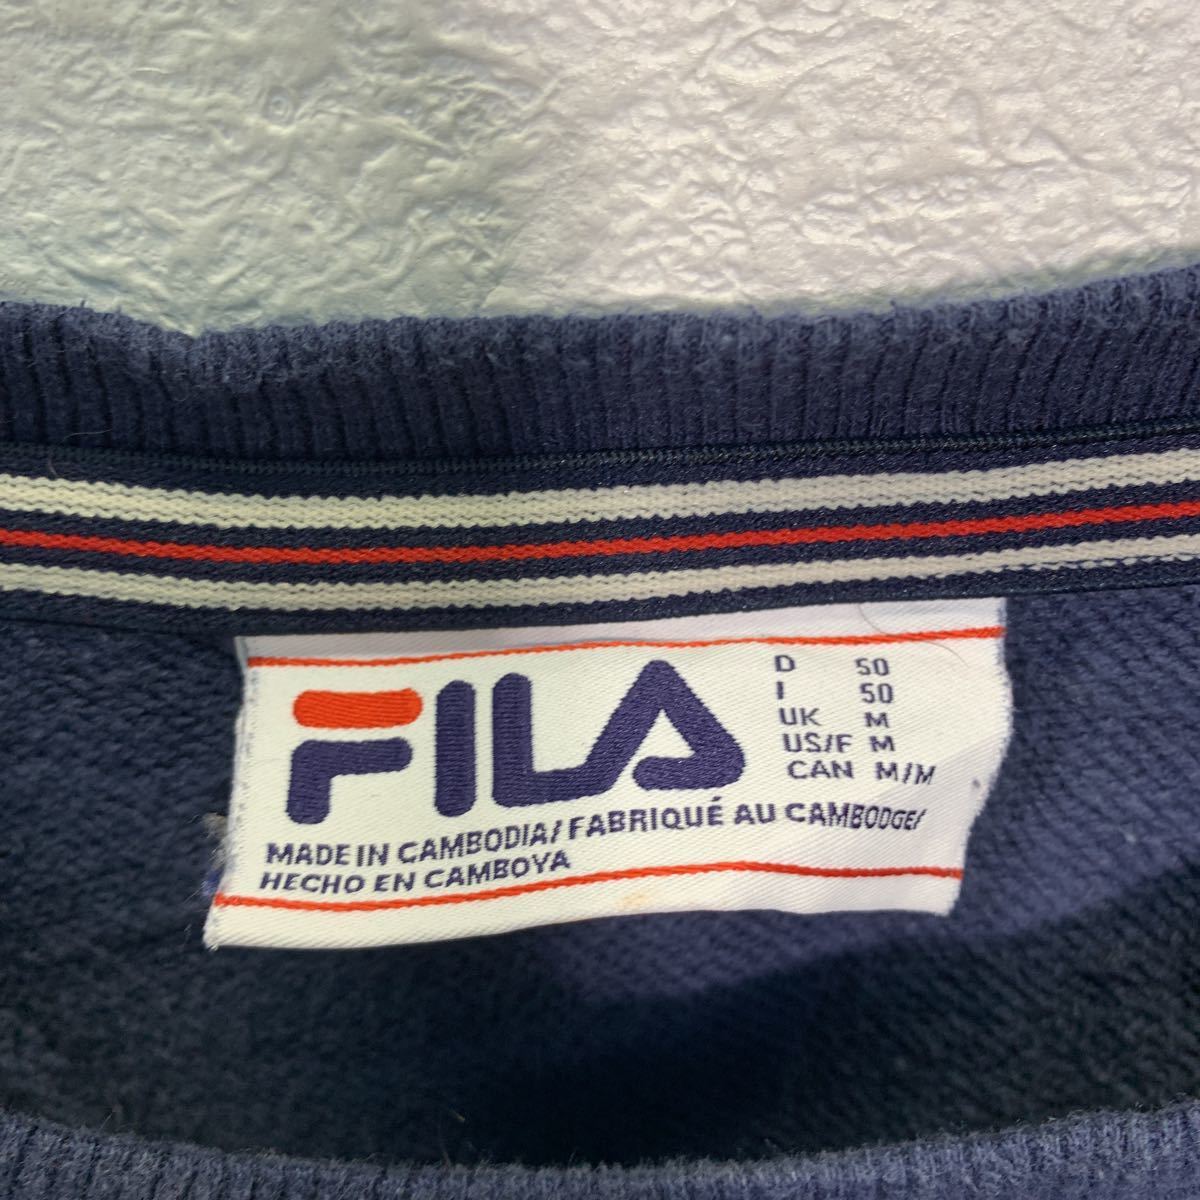 FILA
D 50
I 50
UK M
US/F M
CAN M/M
MADE IN CAMBODIA/FABRIQUÉ AU CAMBODGE/
HECHO EN CAMBOYA